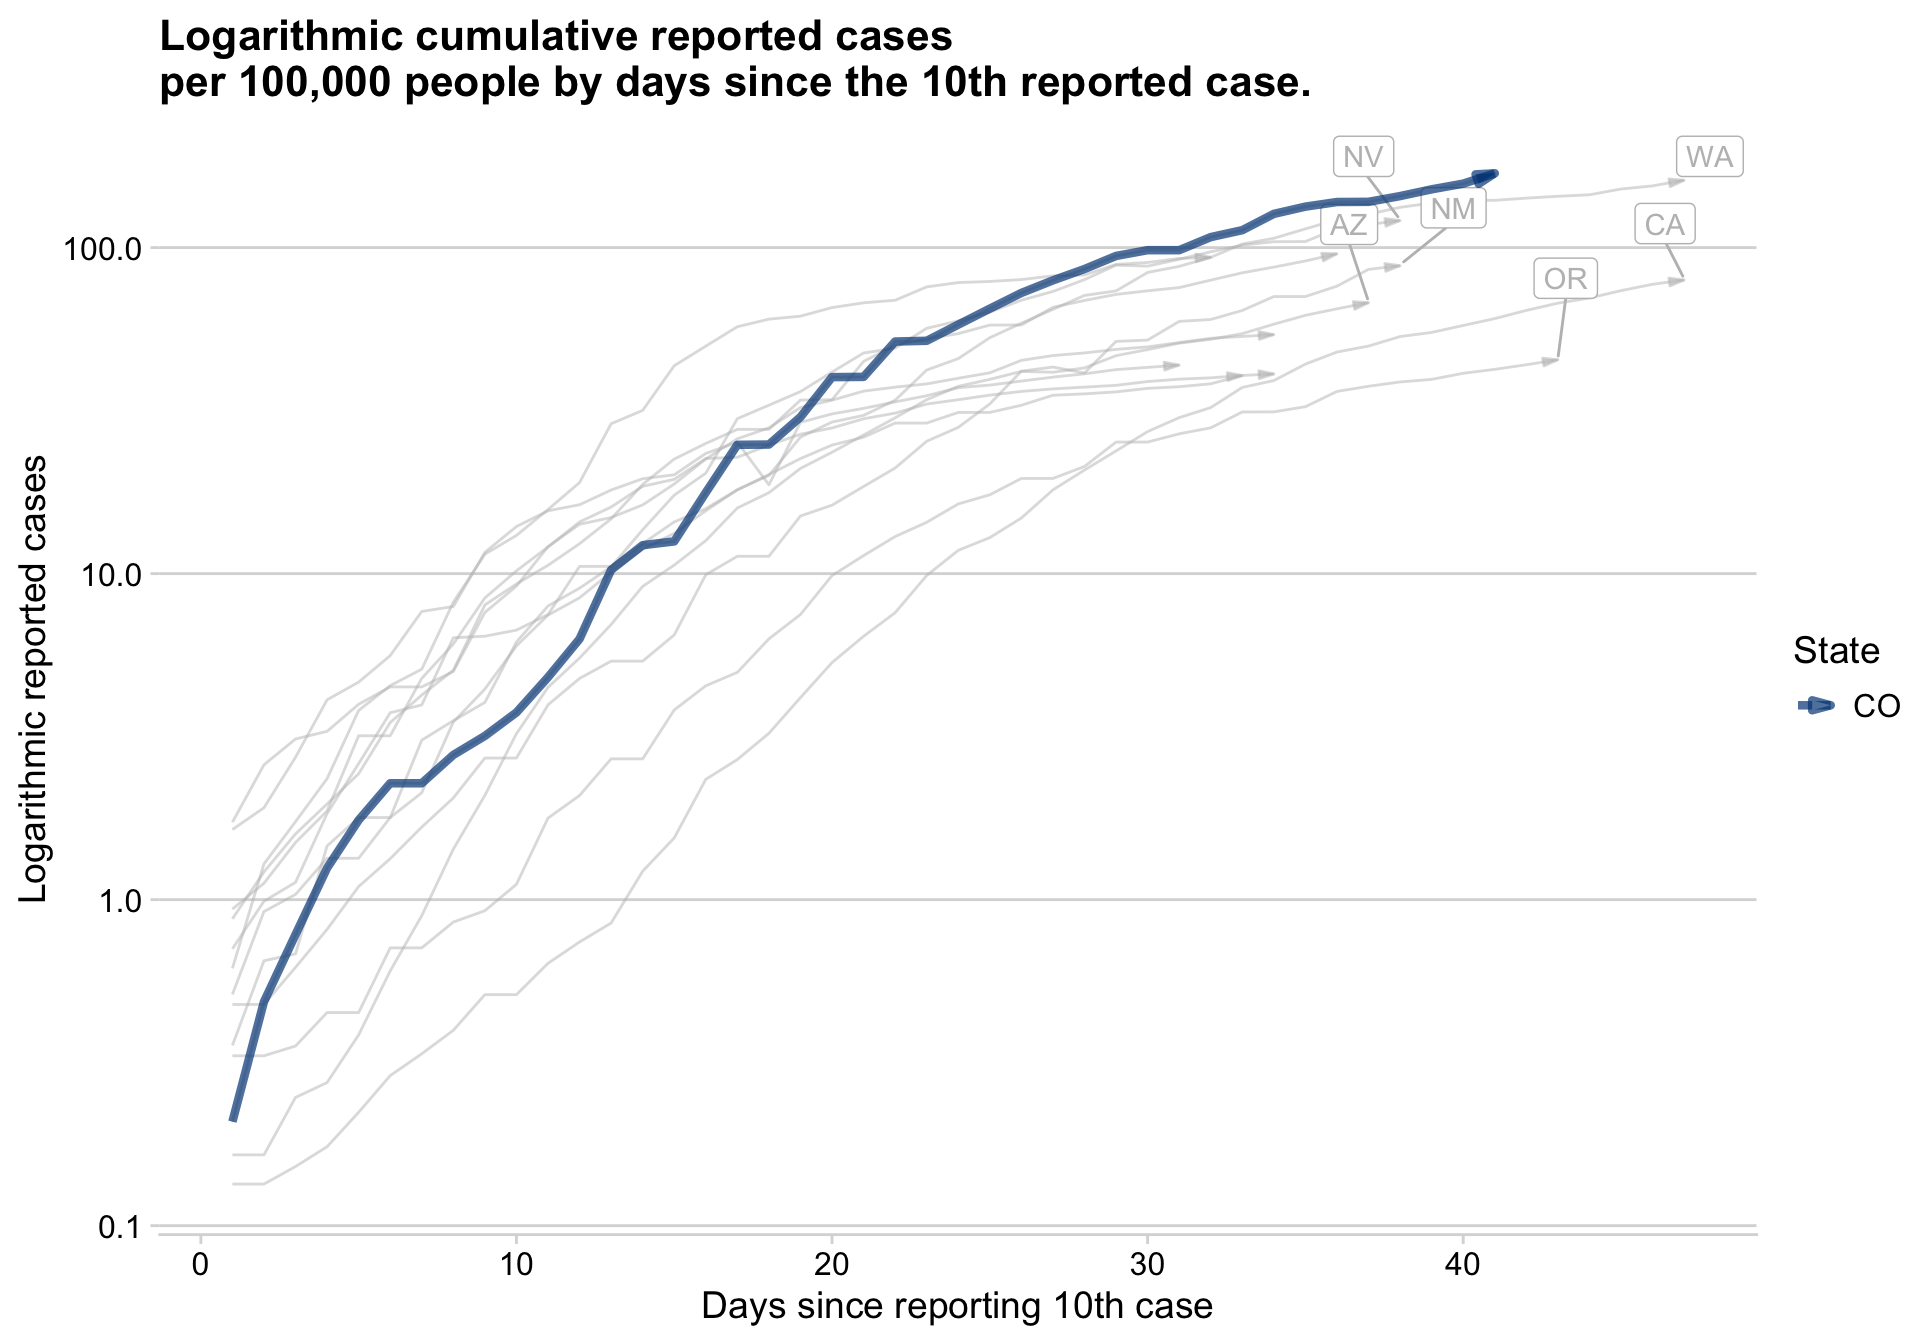 Logarithmic cumulative reported cases
per 100,000 people by days since the 10th reported case.
NV
WA
NM
AZ
CA
OR
100.0
10.0
1.0
0.1
Logarithmic reported cases
0
10
20
30
40
Days since reporting 10th case
State
CO